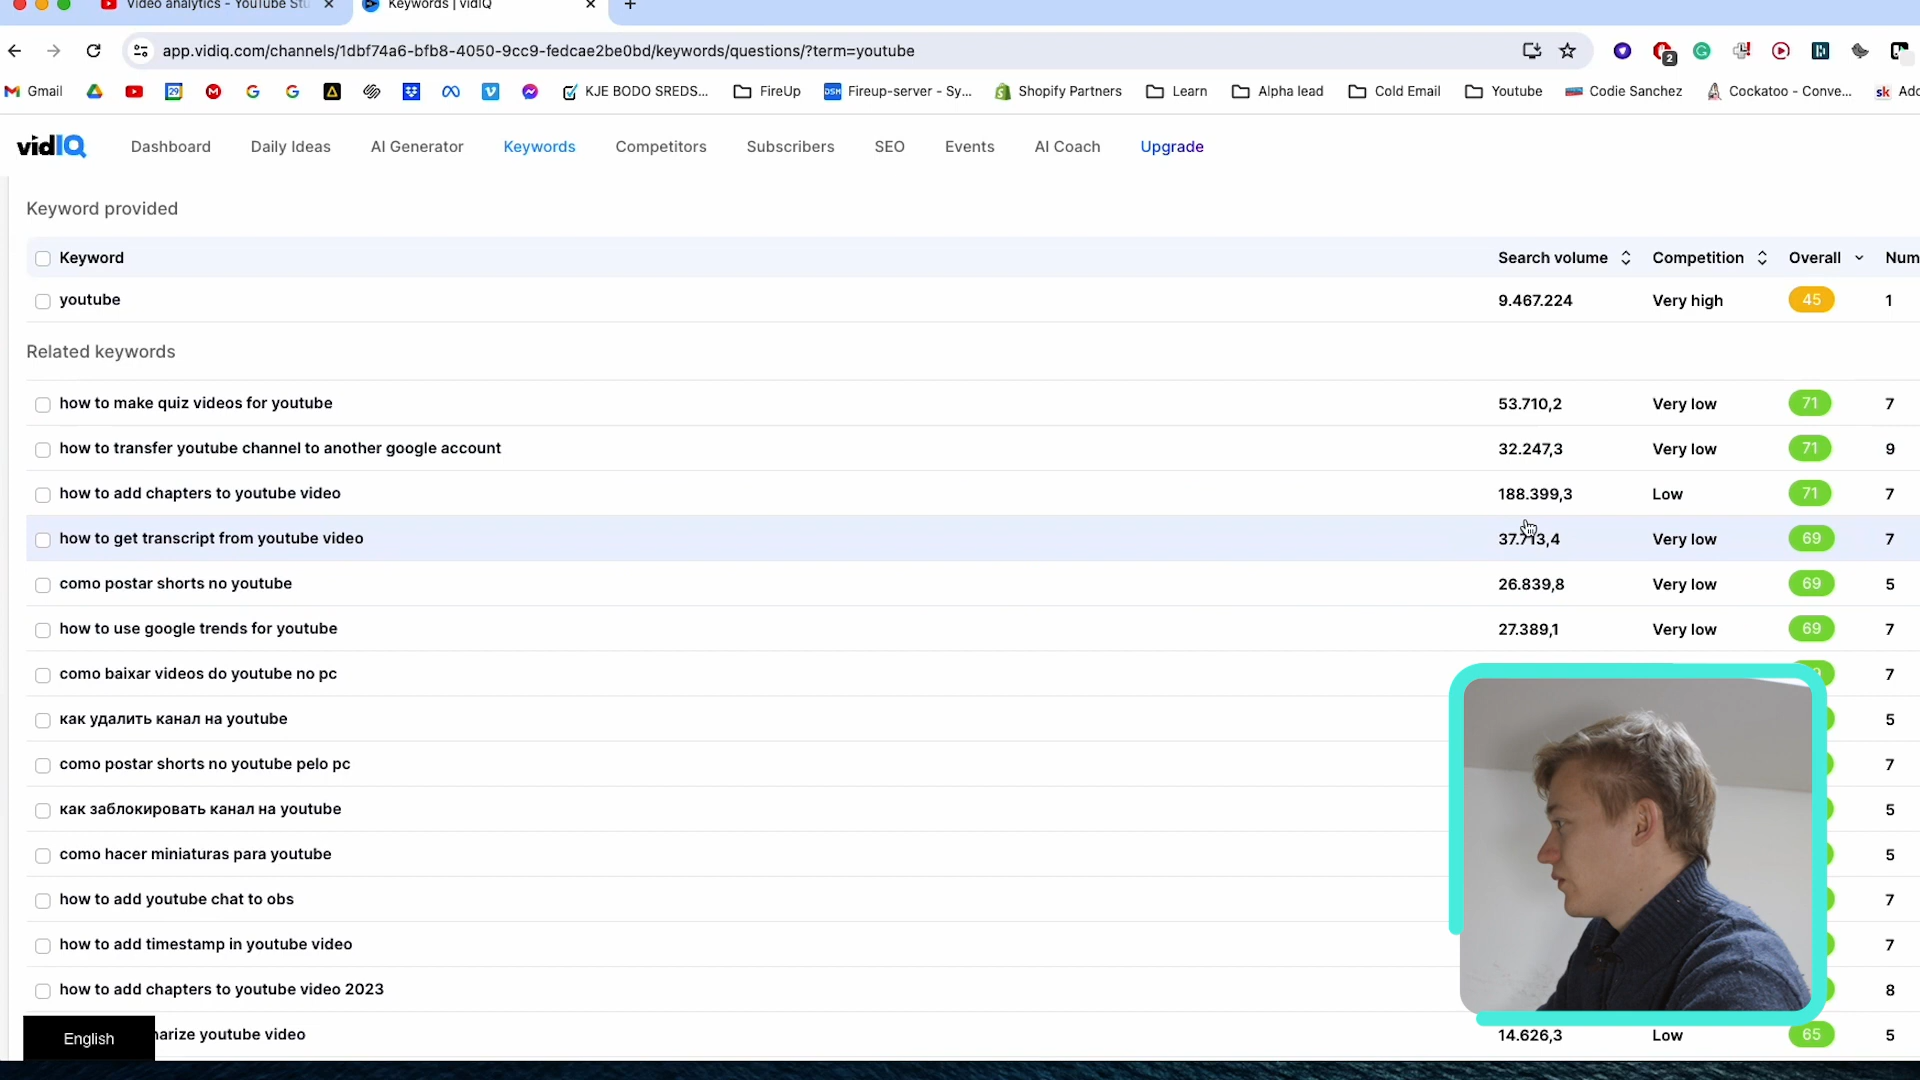 Video analytics - YouTube Stu
Keywords | vidIQ
app.vidiq.com/channels/1dbf74a6-bfb8-4050-9cc9-fedcae2be0bd/keywords/questions/?term=youtube
2
Gmail
29
KJE BODO SREDS...
FireUp
DSM Fireup-server - Sy...
Shopify Partners
Learn
Alpha lead
Cold Email
Youtube
Codie Sanchez
Cockatoo - Conve...
sk Add
vidIQ
Dashboard
Daily Ideas
AI Generator
Keywords
Competitors
Subscribers
SEO
Events
AI Coach
Upgrade
Keyword provided
Keyword Search volume Competition Overall Num
youtube 9.467.224 Very high 45 1
Related keywords
how to make quiz videos for youtube 53.710,2 Very low 71 7
how to transfer youtube channel to another google account 32.247,3 Very low 71 9
how to add chapters to youtube video 188.399,3 Low 71 7
how to get transcript from youtube video 37.713,4 Very low 69 7
como postar shorts no youtube 26.839,8 Very low 69 5
how to use google trends for youtube 27.389,1 Very low 69 7
como baixar videos do youtube no pc 7
как удалить канал на youtube 5
como postar shorts no youtube pelo pc 7
как заблокировать канал на youtube 5
como hacer miniaturas para youtube 5
how to add youtube chat to obs 7
how to add timestamp in youtube video 7
how to add chapters to youtube video 2023 8
English
arize youtube video 14.626,3 Low 65 5